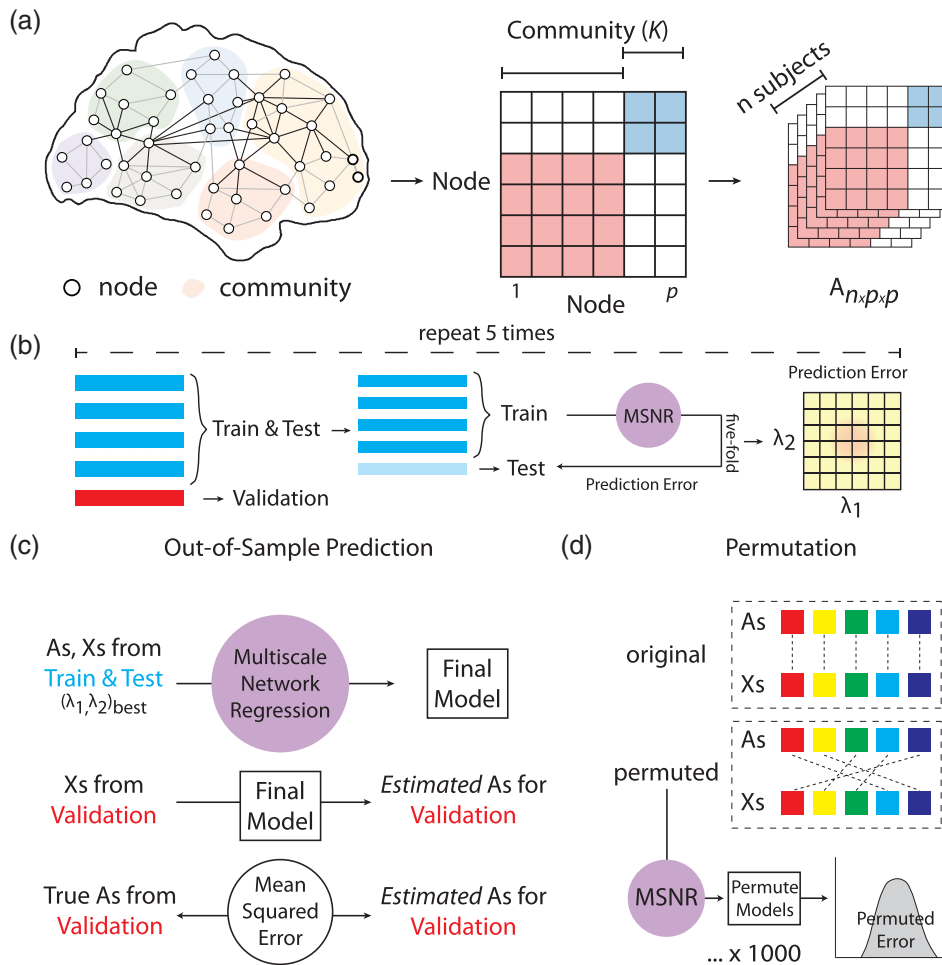 (a)
Community (K)
n subjects
Node
1
p
Node
node
community
A n×p×p
(b)
repeat 5 times
Train & Test
Validation
Train
Test
MSNR
five-fold
Prediction Error
Prediction Error
λ2
λ1
(c)
Out-of-Sample Prediction
As, Xs from
Train & Test
(λ1,λ2)best
Multiscale
Network
Regression
Final
Model
Xs from
Validation
Final
Model
Estimated As for
Validation
True As from
Validation
Mean
Squared
Error
Estimated As for
Validation
(d)
Permutation
original
As
Xs
permuted
As
Xs
MSNR
Permute
Models
... x 1000
Permuted
Error